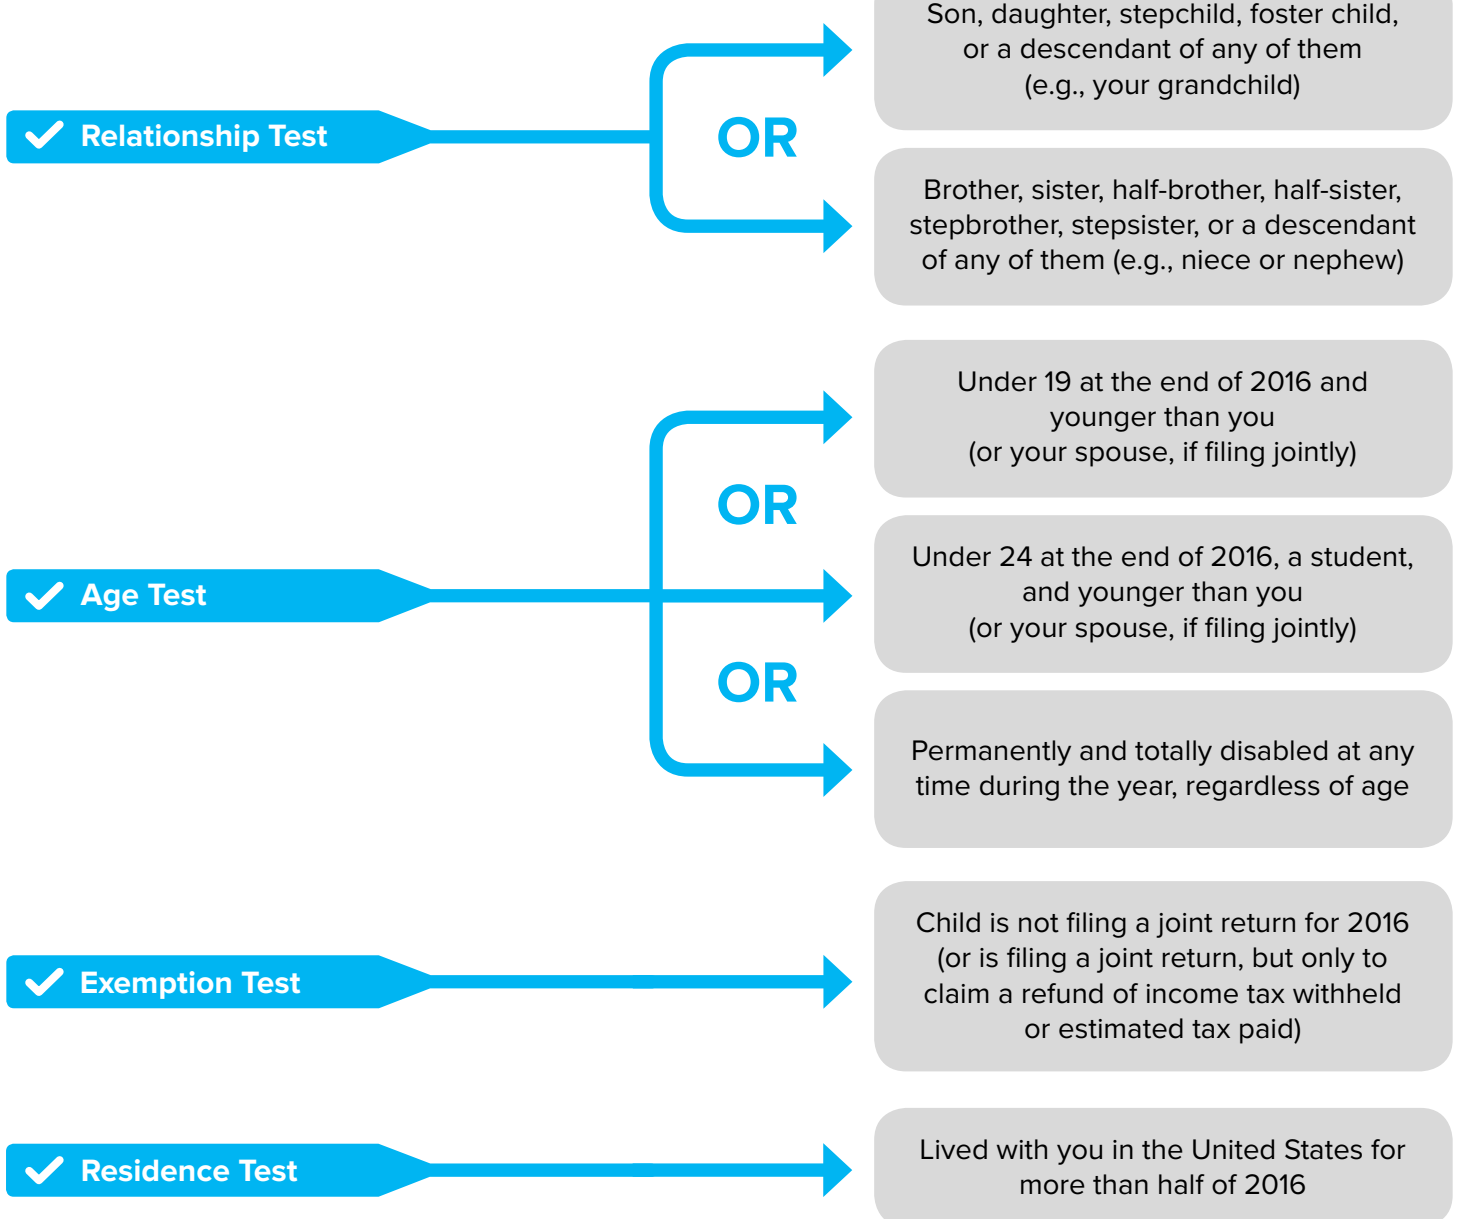 Relationship Test
OR
Son, daughter, stepchild, foster child,
or a descendant of any of them
(e.g., your grandchild)
Brother, sister, half-brother, half-sister,
stepbrother, stepsister, or a descendant
of any of them (e.g., niece or nephew)
Age Test
OR
OR
Under 19 at the end of 2016 and
younger than you
(or your spouse, if filing jointly)
Under 24 at the end of 2016, a student,
and younger than you
(or your spouse, if filing jointly)
Permanently and totally disabled at any
time during the year, regardless of age
Exemption Test
Child is not filing a joint return for 2016
(or is filing a joint return, but only to
claim a refund of income tax withheld
or estimated tax paid)
Residence Test
Lived with you in the United States for
more than half of 2016